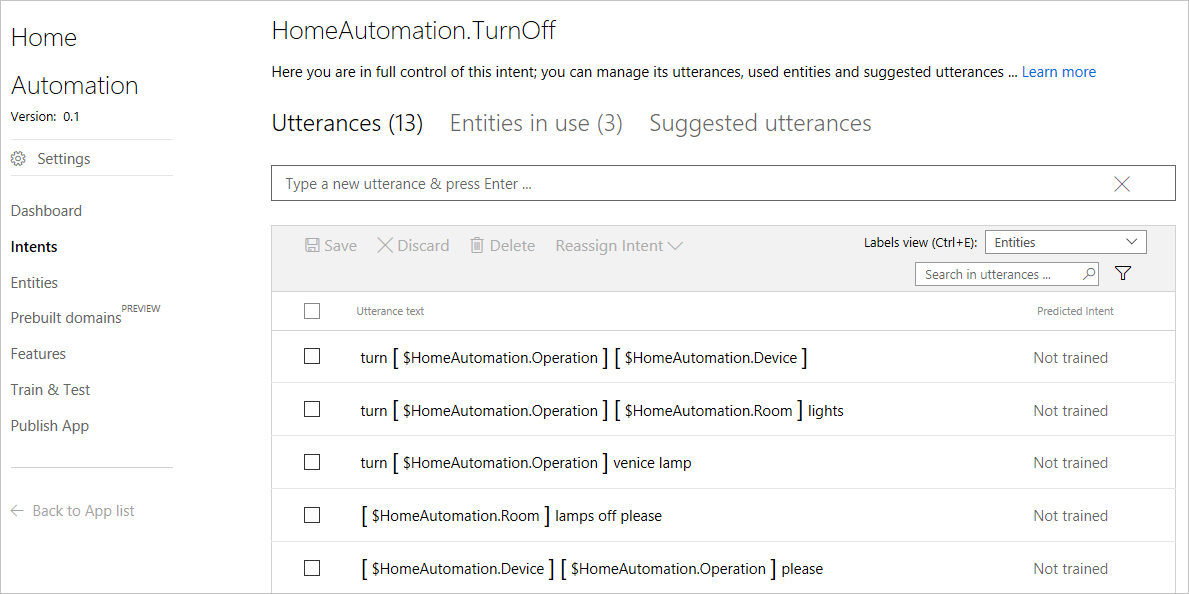 Home
Automation
Version: 0.1
Settings
Dashboard
Intents
Entities
Prebuilt domains PREVIEW
Features
Train & Test
Publish App
Back to App list
HomeAutomation.TurnOff
Here you are in full control of this intent; you can manage its utterances, used entities and suggested utterances ... Learn more
Utterances (13) Entities in use (3) Suggested utterances
Type a new utterance & press Enter ...
Save Discard Delete Reassign Intent Labels view (Ctrl+E): Entities
Search in utterances ...
Utterance text Predicted Intent
turn [ $HomeAutomation.Operation ] [ $HomeAutomation.Device ] Not trained
turn [ $HomeAutomation.Operation ] [ $HomeAutomation.Room ] lights Not trained
turn [ $HomeAutomation.Operation ] venice lamp Not trained
[ $HomeAutomation.Room ] lamps off please Not trained
[ $HomeAutomation.Device ] [ $HomeAutomation.Operation ] please Not trained